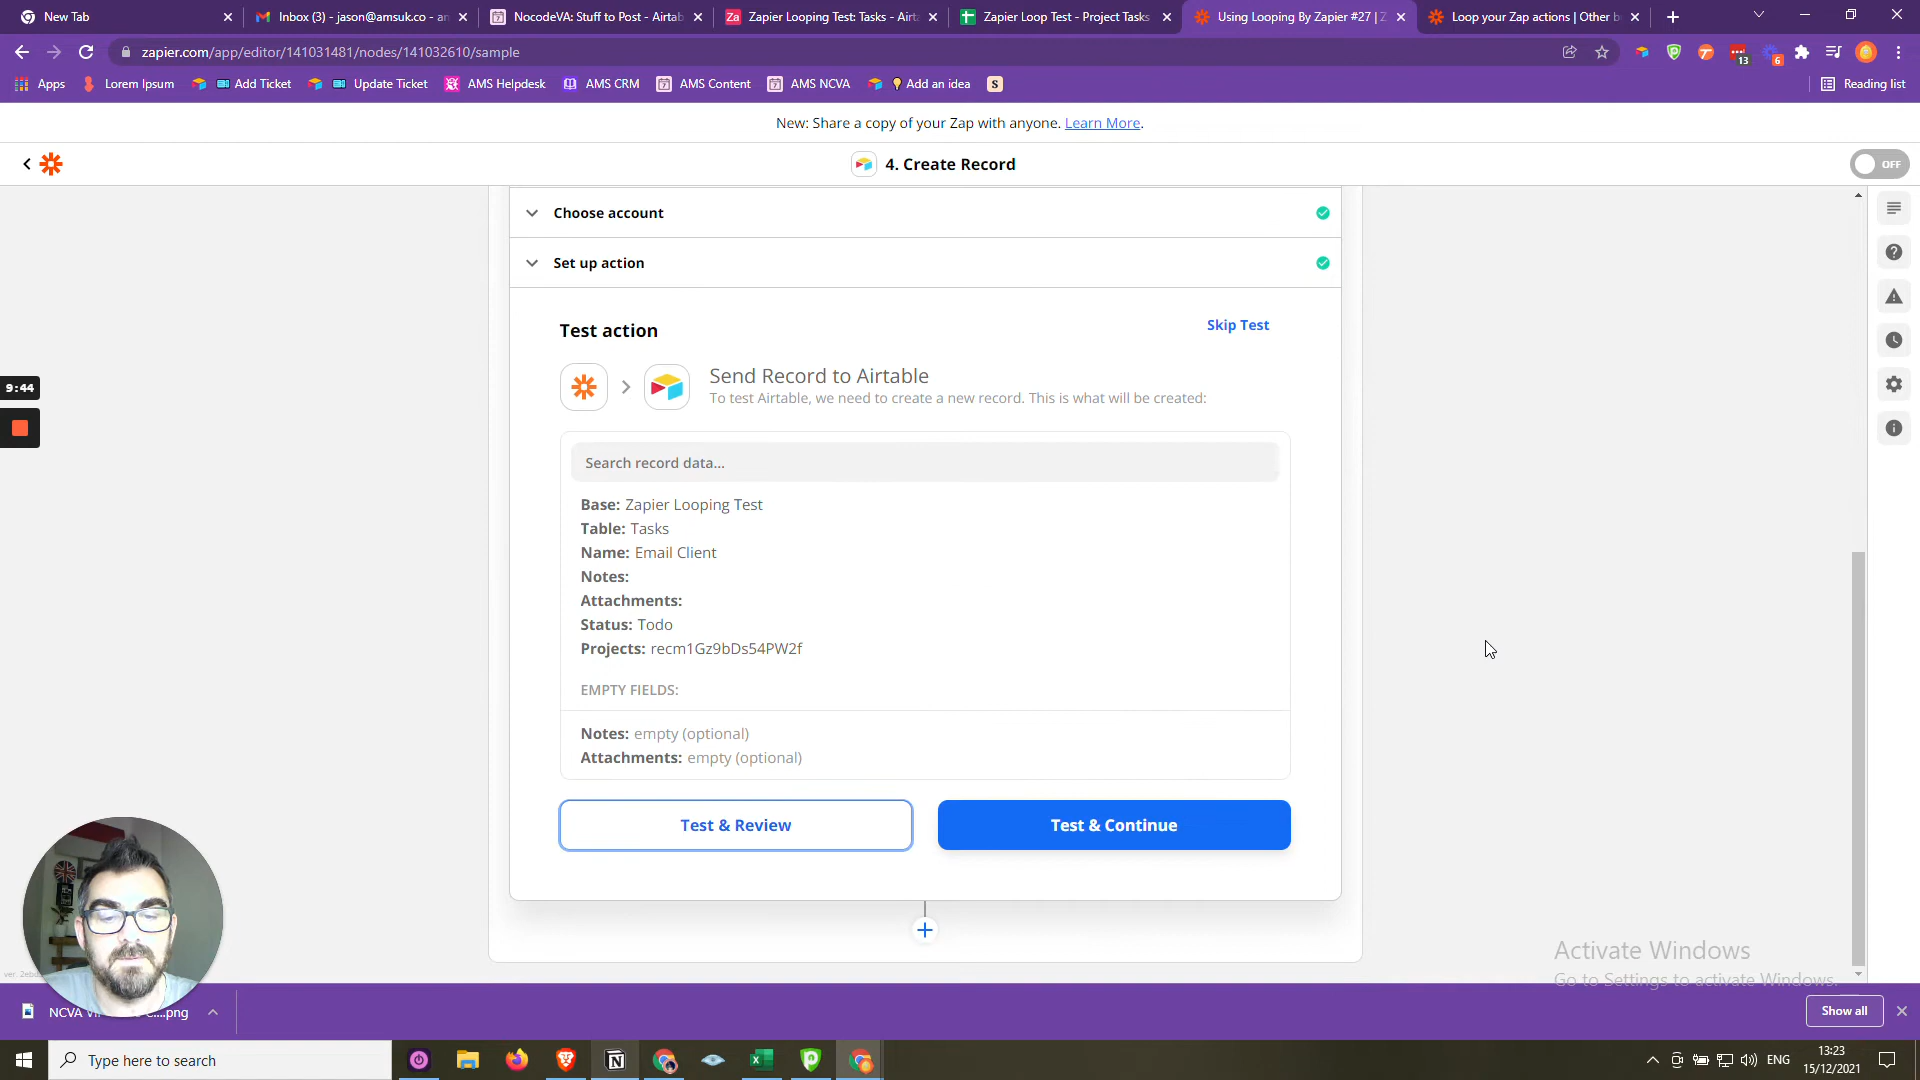 New Tab
Inbox (3) - jason@amsuk.co - an
NocodeVA: Stuff to Post - Airtab
Za
Zapier Looping Test: Tasks - Airta
Zapier Loop Test - Project Tasks
Using Looping By Zapier #27 | Z
Loop your Zap actions | Other b
zapier.com/app/editor/141031481/nodes/141032610/sample
13
6
Apps
Lorem Ipsum
Add Ticket
Update Ticket
AMS Helpdesk
AMS CRM
AMS Content
AMS NCVA
Add an idea
S
Reading list
New: Share a copy of your Zap with anyone. Learn More.
4. Create Record
OFF
Choose account
Set up action
Test action
Skip Test
9:44
Send Record to Airtable
To test Airtable, we need to create a new record. This is what will be created:
Search record data...
Base: Zapier Looping Test
Table: Tasks
Name: Email Client
Notes:
Attachments:
Status: Todo
Projects: recm1Gz9bDs54PW2f
EMPTY FIELDS:
Notes: empty (optional)
Attachments: empty (optional)
Test & Review
Test & Continue
Activate Windows
Go to Settings to activate Windows.
NCVA
Show all
Type here to search
ENG
13:23
15/12/2021